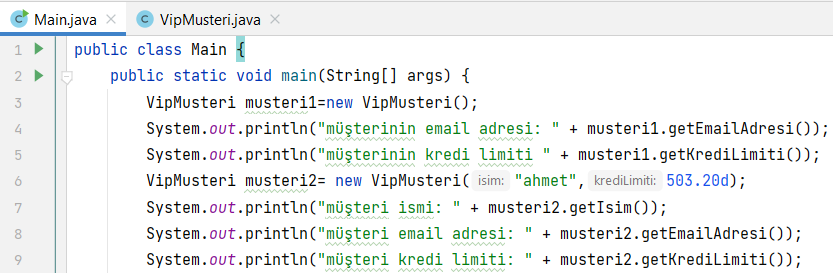 Main.java VipMusteri.java
1 public class Main {
2 public static void main(String[] args) {
3 VipMusteri musteri1=new VipMusteri();
4 System.out.println("müşterinin email adresi: " + musteri1.getEmailAdresi());
5 System.out.println("müşterinin kredi limiti " + musteri1.getKrediLimiti());
6 VipMusteri musteri2= new VipMusteri( isim: "ahmet", krediLimiti: 503.20d);
7 System.out.println("müşteri ismi: " + musteri2.getIsim());
8 System.out.println("müşteri email adresi: " + musteri2.getEmailAdresi());
9 System.out.println("müşteri kredi limiti: " + musteri2.getKrediLimiti());